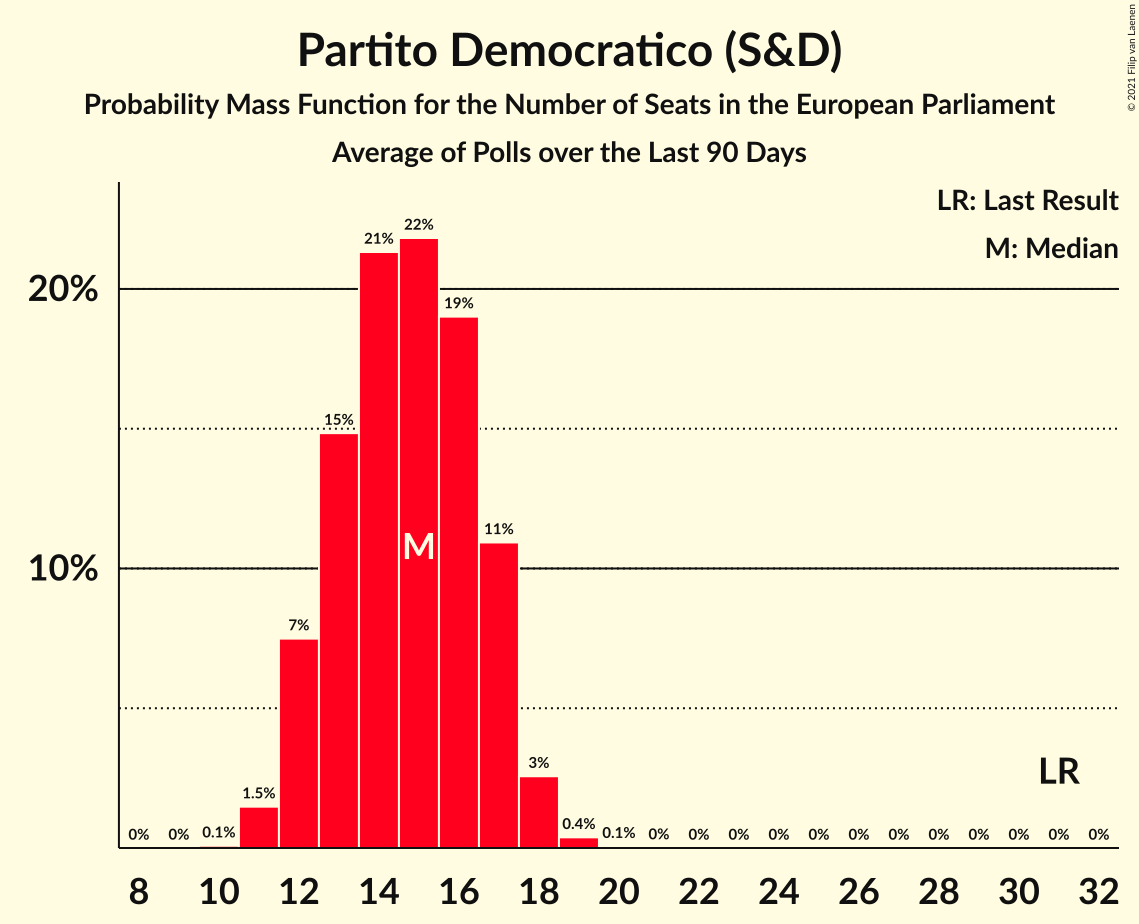 Partito Democratico (S&D)
Probability Mass Function for the Number of Seats in the European Parliament
Average of Polls over the Last 90 Days
© 2021 Filip van Laenen
LR: Last Result
M: Median
20%
10%
0% 0% 0.1% 1.5% 7% 15% 21% 22% 19% 11% 3% 0.4% 0.1% 0% 0% 0% 0% 0% 0% 0% 0% 0% 0% 0% 0%
M
LR
8 10 12 14 16 18 20 22 24 26 28 30 32